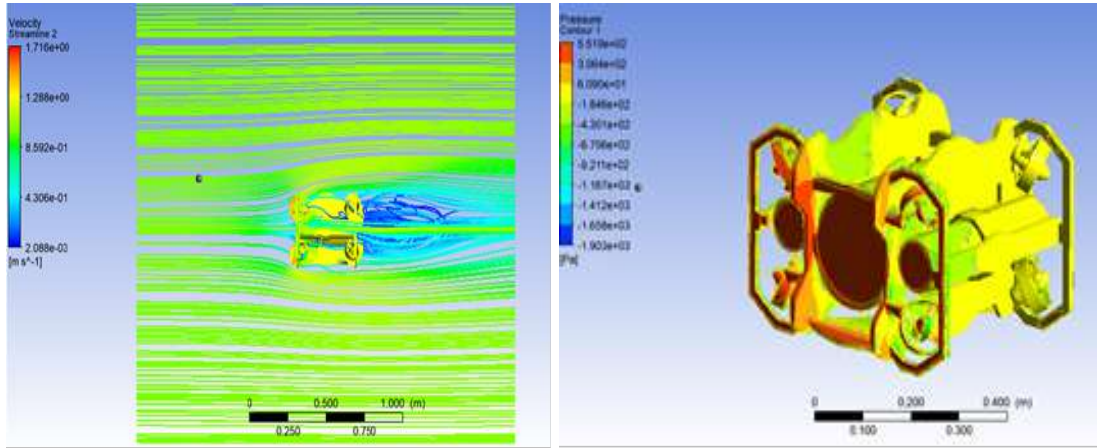 Velocity
Streamline 2
1.716e+00
1.288e+00
8.592e-01
4.306e-01
2.088e-03
[m s^-1]
0 0.500 1.000 (m)
0.250 0.750
Pressure
Contour 1
5.519e+02
3.064e+02
6.090e+01
-1.846e+02
-4.301e+02
-6.756e+02
-9.211e+02
-1.167e+03
-1.412e+03
-1.658e+03
-1.903e+03
[Pa]
0 0.200 0.400 (m)
0.100 0.300